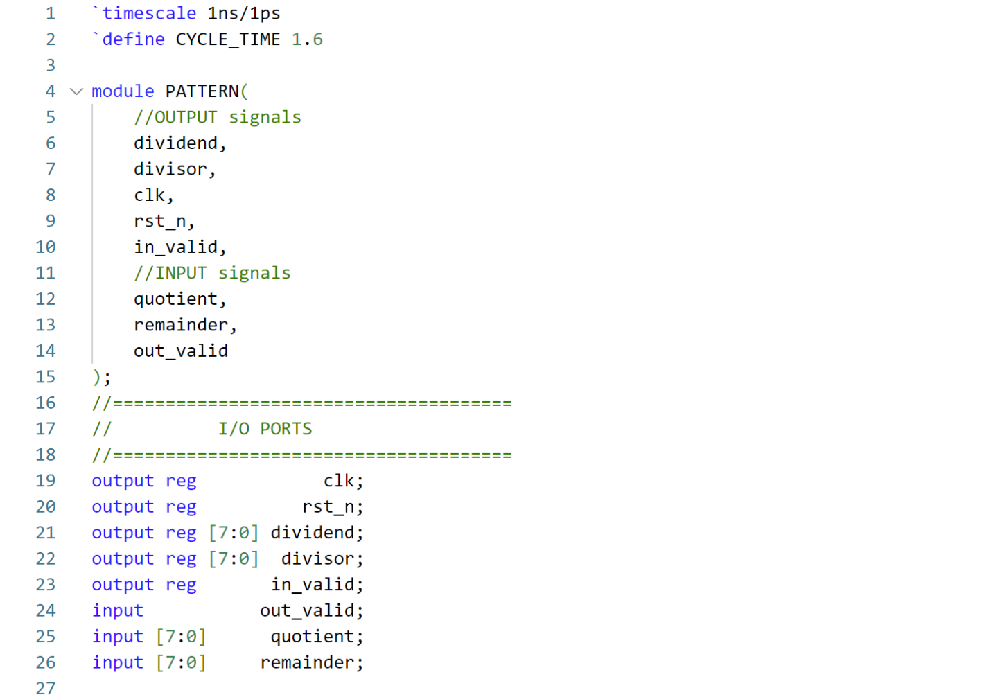 1 `timescale 1ns/1ps
2 `define CYCLE_TIME 1.6
3
4 module PATTERN(
5 //OUTPUT signals
6 dividend,
7 divisor,
8 clk,
9 rst_n,
10 in_valid,
11 //INPUT signals
12 quotient,
13 remainder,
14 out_valid
15 );
16 //======================================
17 // I/O PORTS
18 //======================================
19 output reg clk;
20 output reg rst_n;
21 output reg [7:0] dividend;
22 output reg [7:0] divisor;
23 output reg in_valid;
24 input out_valid;
25 input [7:0] quotient;
26 input [7:0] remainder;
27